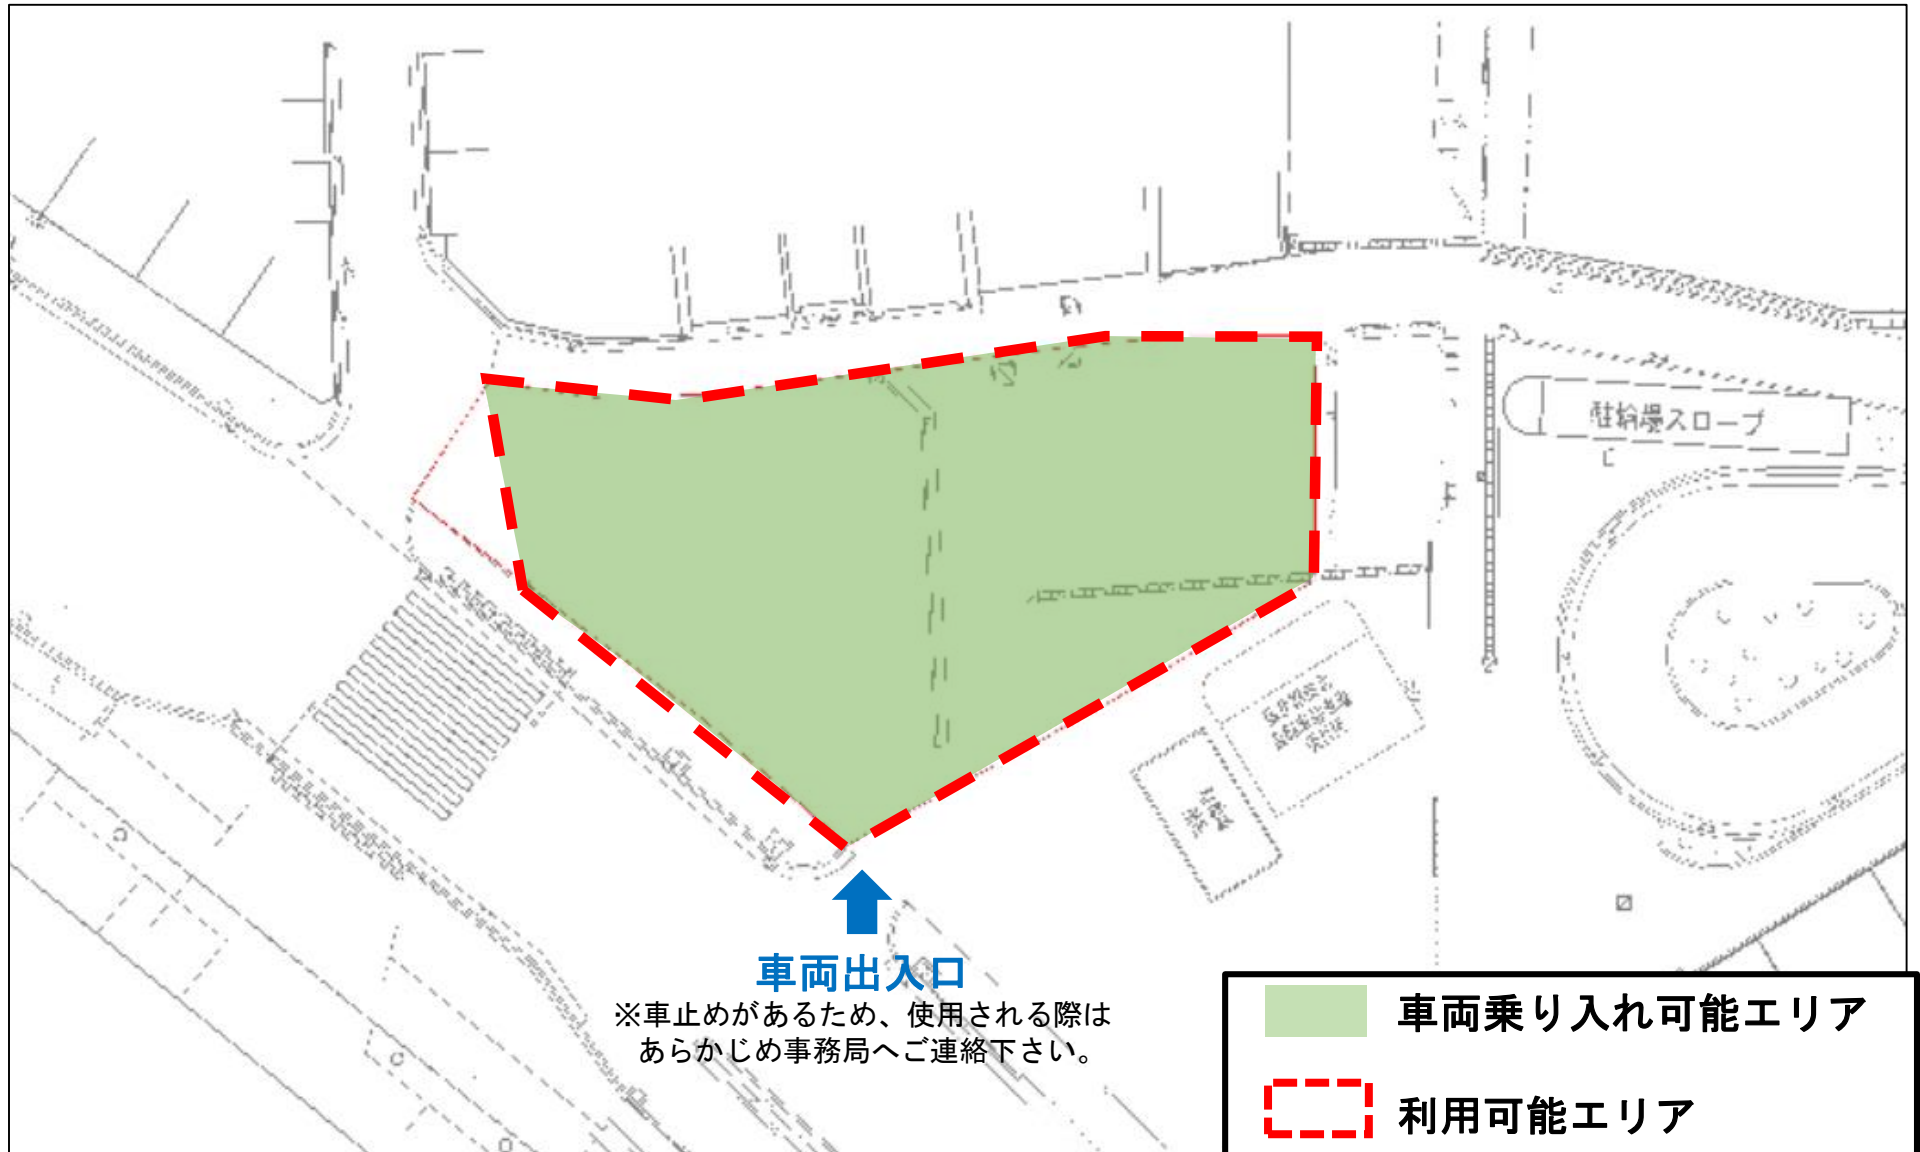 駐輪場スロープ
車両出入口
※車止めがあるため、使用される際は
あらかじめ事務局へご連絡下さい。
車両乗り入れ可能エリア
利用可能エリア